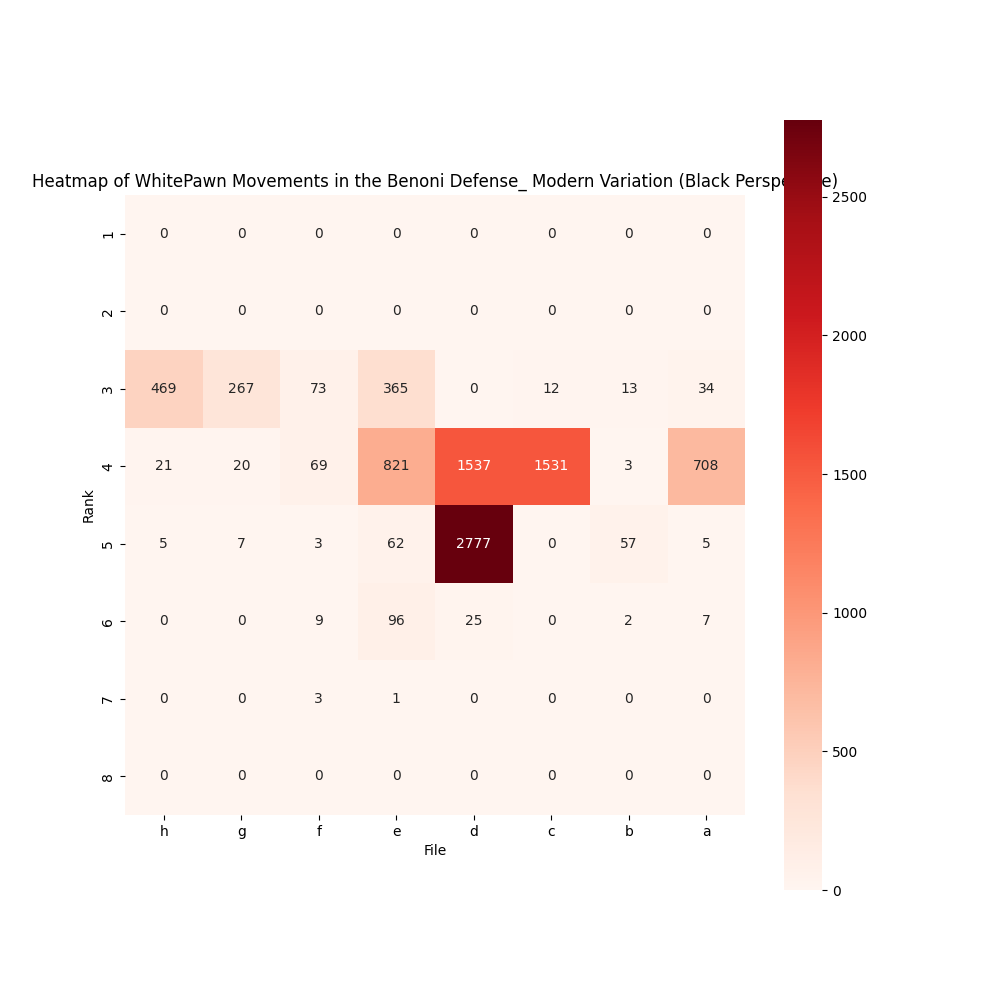 Heatmap of WhitePawn Movements in the Benoni Defense_ Modern Variation (Black Perspe e)
2500
1 0 0 0 0 0 0 0 0
2 0 0 0 0 0 0 0 0
2000
3 469 267 73 365 0 12 13 34
4 21 20 69 821 1537 1531 3 708
1500
Rank
5 5 7 3 62 2777 0 57 5
1000
6 0 0 9 96 25 0 2 7
7 0 0 3 1 0 0 0 0
500
8 0 0 0 0 0 0 0 0
h g f e d c b a
File
0